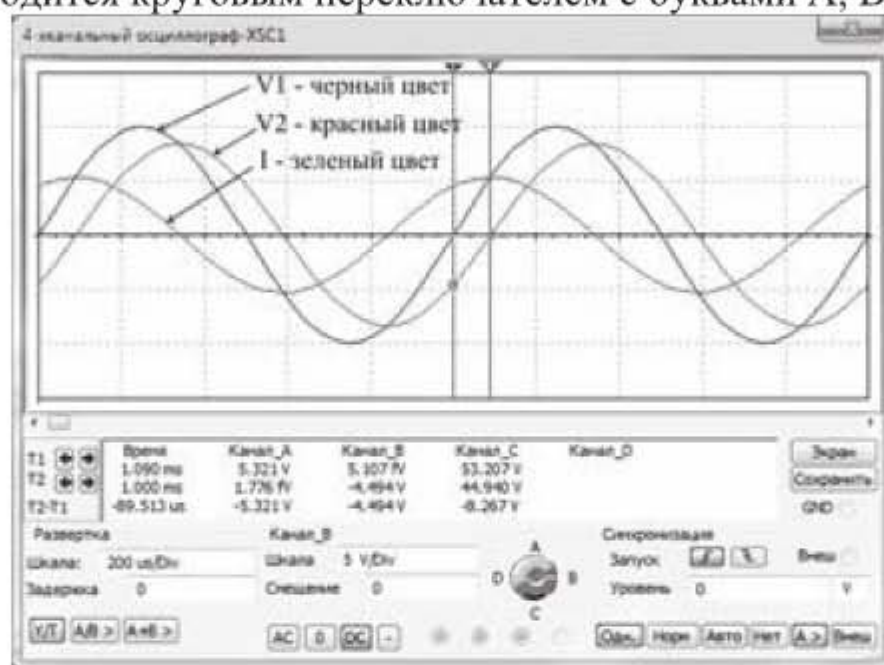 одится круговым переключателем с буквами A, B
4-хканальный осциллограф-XSC1
V1 - черный цвет
V2 - красный цвет
I - зеленый цвет
Время Канал_A Канал_B Канал_C Канал_D
T1 1.090 ms 5.321 V 5.107 fV 53.207 V
T2 1.000 ms 1.776 fV -4.494 V 44.940 V
T2-T1 -89.513 us -5.321 V -4.494 V -8.267 V
Экран
Сохранить
GND
Развертка Канал_B Синхронизация
Шкала: 200 us/Div Шкала 5 V/Div Запуск Внеш
Задержка 0 Смещение 0 Уровень 0 V
A
B
C
D
Y/T A/B > A+B > AC 0 DC - Одн. Норм Авто Нет A > Внеш